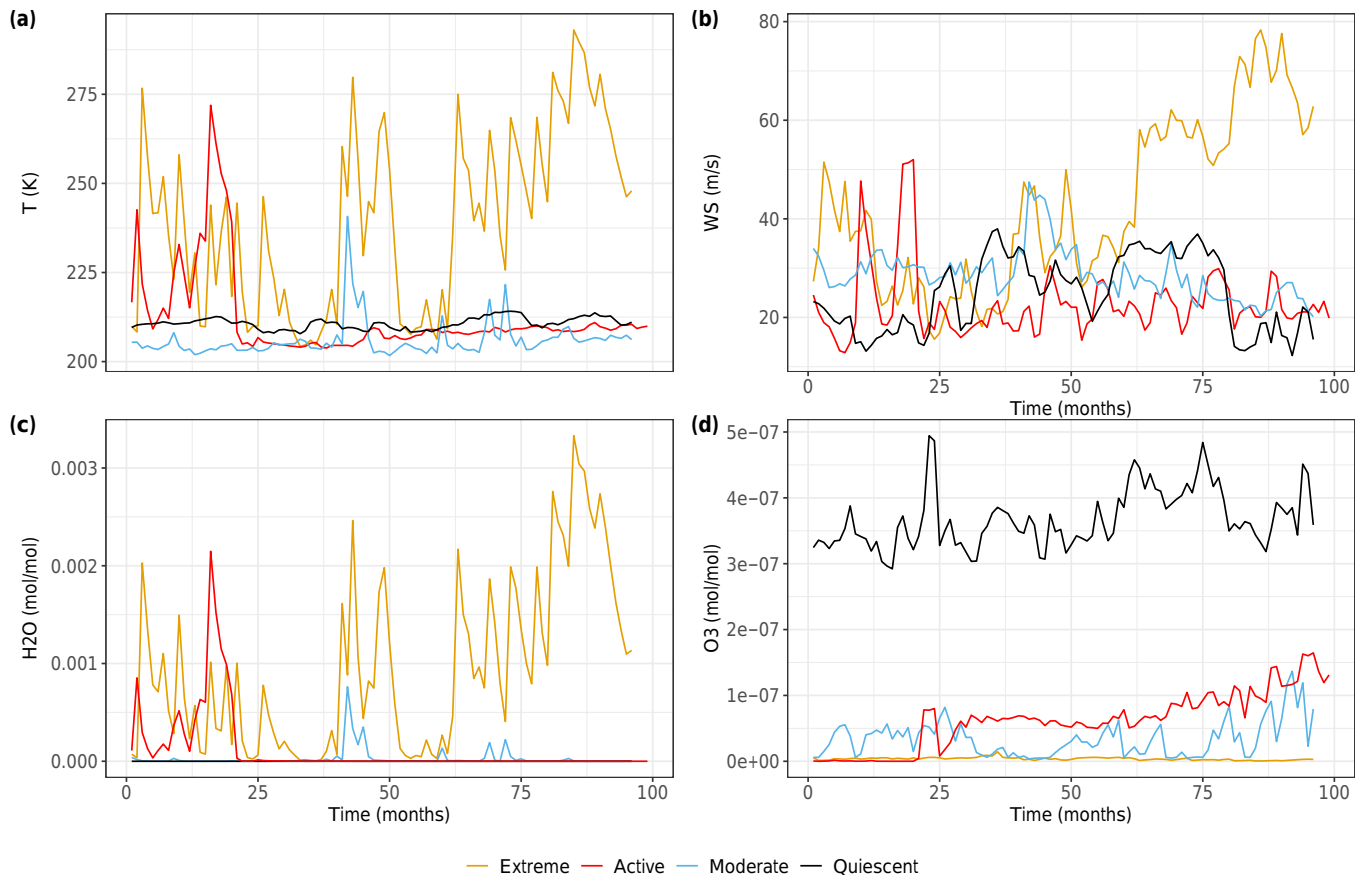 (a)
T (K)
275
250
225
200
(b)
WS (m/s)
80
60
40
20
0
25
50
75
100
Time (months)
(c)
H2O (mol/mol)
0.003
0.002
0.001
0.000
0
25
50
75
100
Time (months)
(d)
O3 (mol/mol)
5e−07
4e−07
3e−07
2e−07
1e−07
0e+00
0
25
50
75
100
Time (months)
Extreme Active Moderate Quiescent